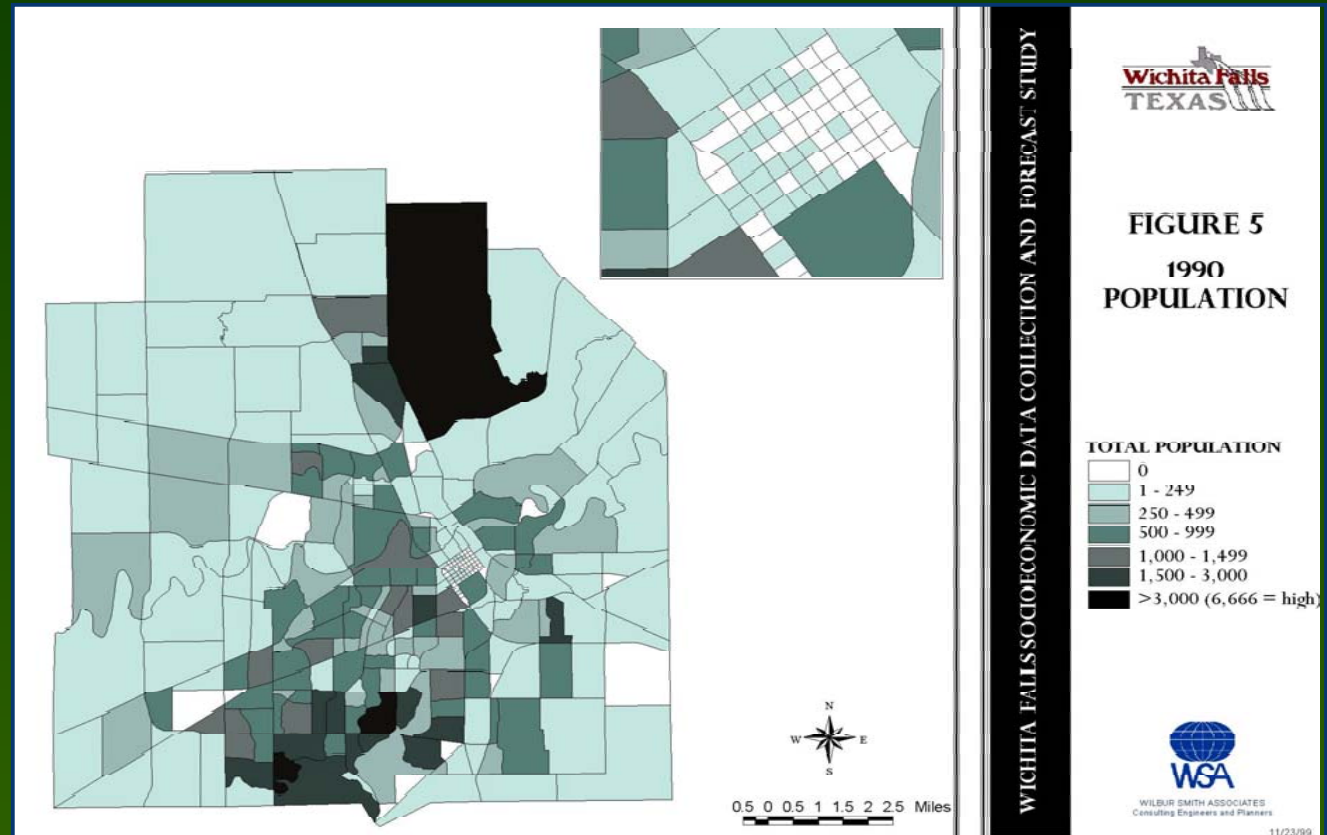 WICHITA FALLS SOCIOECONOMIC DATA COLLECTION AND FORECAST STUDY
Wichita Falls
TEXAS
FIGURE 5
1990
POPULATION
TOTAL POPULATION
0
1 - 249
250 - 499
500 - 999
1,000 - 1,499
1,500 - 3,000
>3,000 (6,666 = high)
N
W E
S
0.5 0 0.5 1 1.5 2 2.5 Miles
WSA
WILBUR SMITH ASSOCIATES
Consulting Engineers and Planners
11/23/99